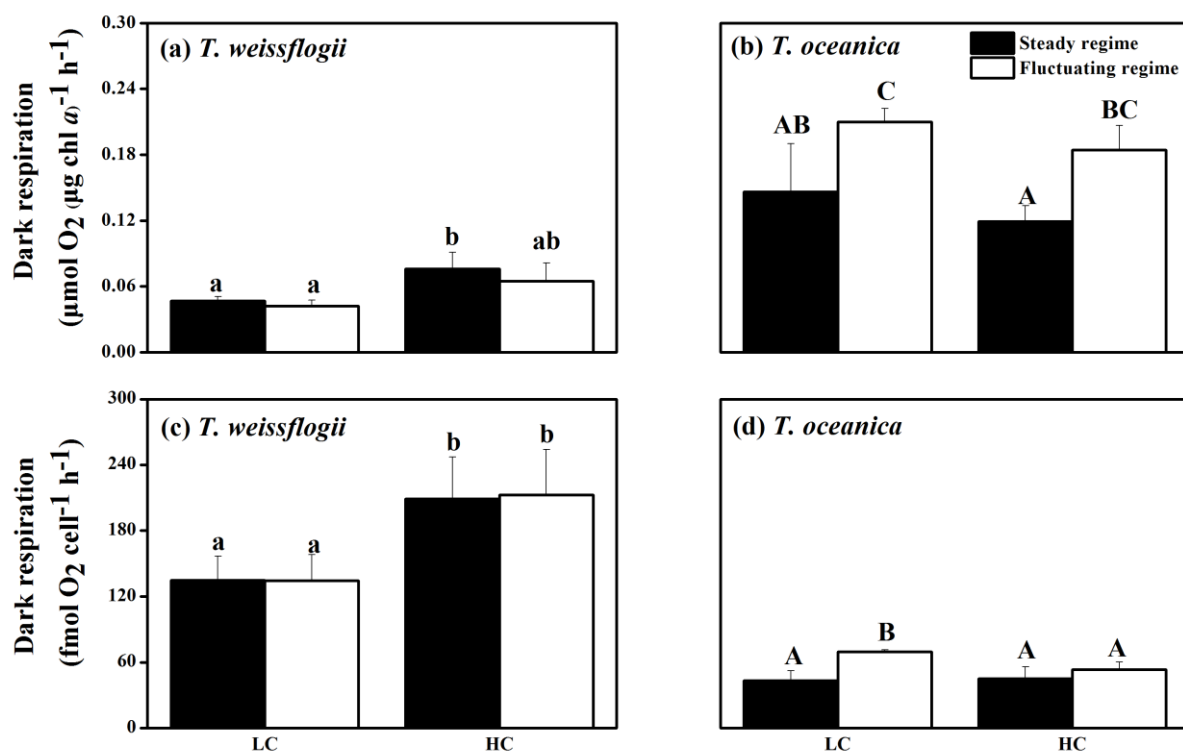 Dark respiration
(μmol O2 (μg chl a)-1 h-1)
0.30
0.24
0.18
0.12
0.06
0.00
(a) T. weissflogii
a
a
b
ab
(b) T. oceanica
Steady regime
Fluctuating regime
AB
C
A
BC
Dark respiration
(fmol O2 cell-1 h-1)
300
240
180
120
60
0
(c) T. weissflogii
a
a
b
b
LC
HC
(d) T. oceanica
A
B
A
A
LC
HC